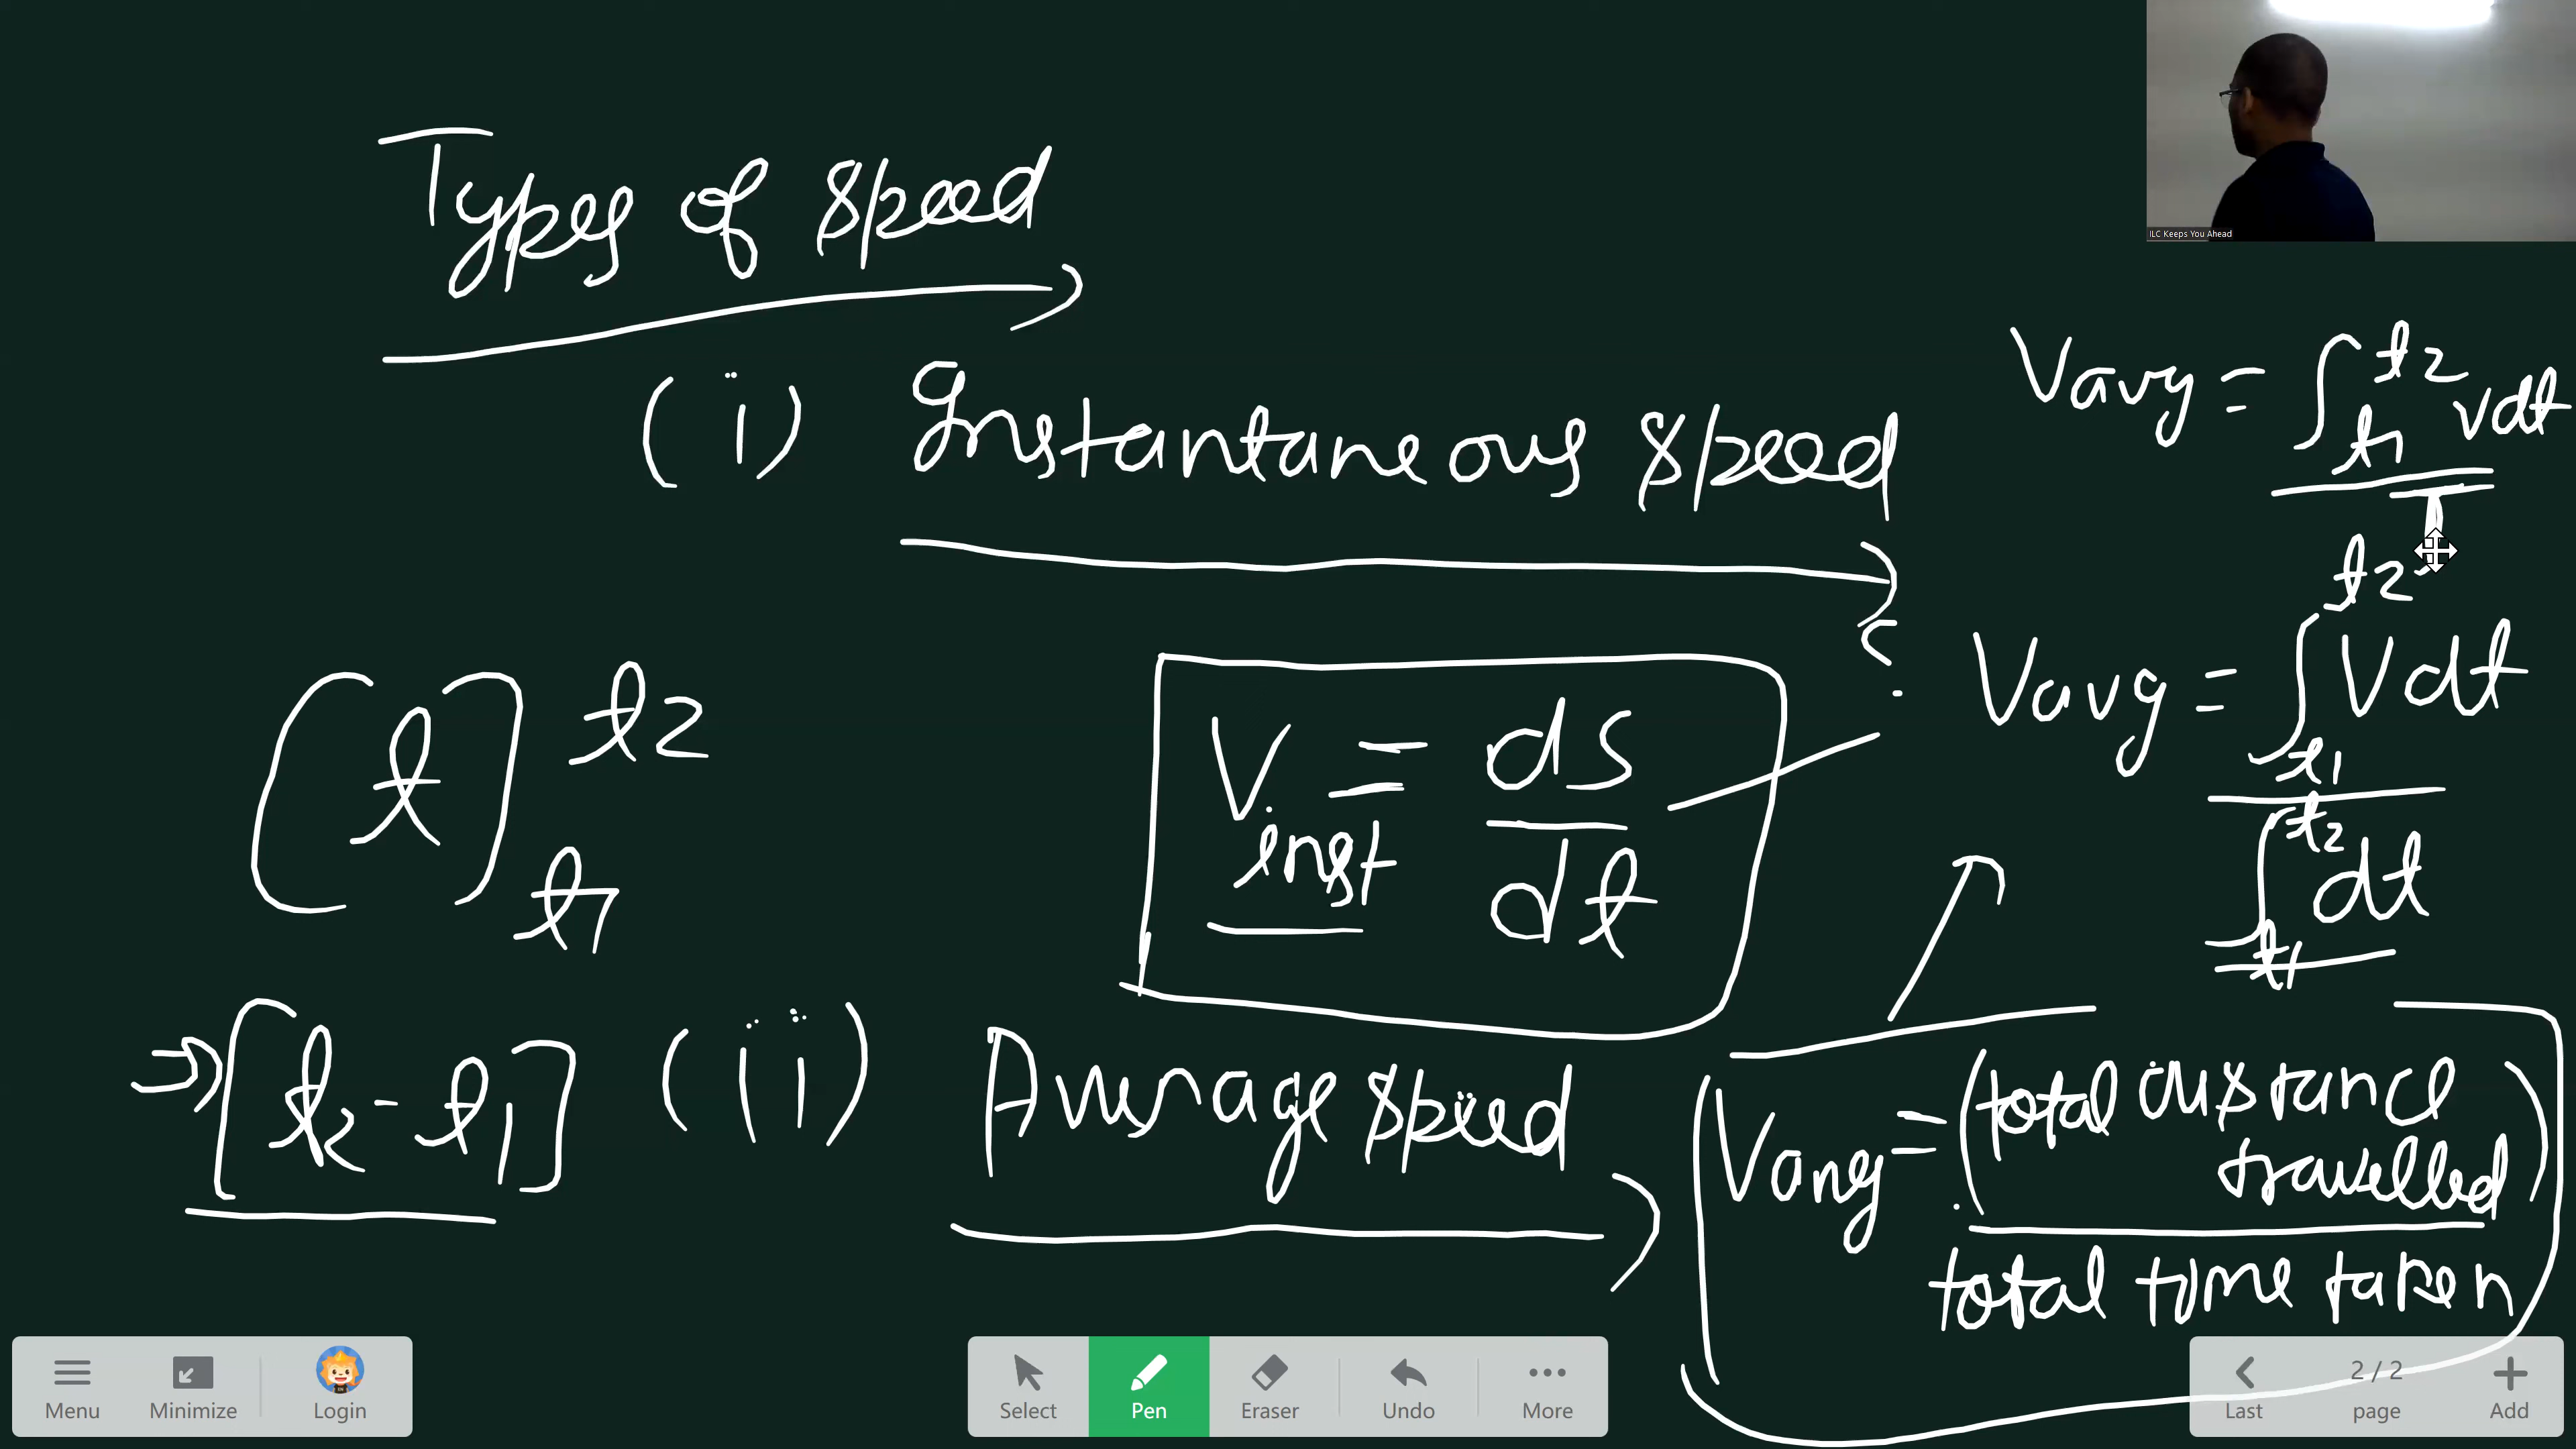 ILC Keeps You Ahead
Types of speed
(i) Instantaneous speed
Vavg = ∫t1 t2 vdt
T
[t] t2
t1
V inst = ds
dt
Vavg = ∫t1 t2 Vdt
∫t1 t2 dt
⇒ [t2 - t1]
(ii) Average speed
Vavg = (total distance
travelled)
total time taken
Menu Minimize Login
Select Pen Eraser Undo More
2 / 2
Last page Add